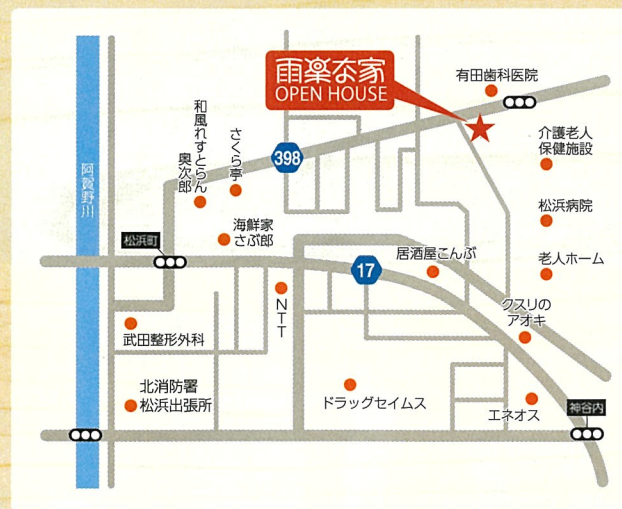 雨楽な家
OPEN HOUSE
有田歯科医院
398
和風れすとらん
奥次郎
さくら亭
介護老人
保健施設
阿賀野川
松浜病院
松浜町
海鮮家
さぶ郎
居酒屋こんぶ
老人ホーム
17
NTT
クスリの
アオキ
武田整形外科
北消防署
松浜出張所
ドラッグセイムス
エネオス
神谷内